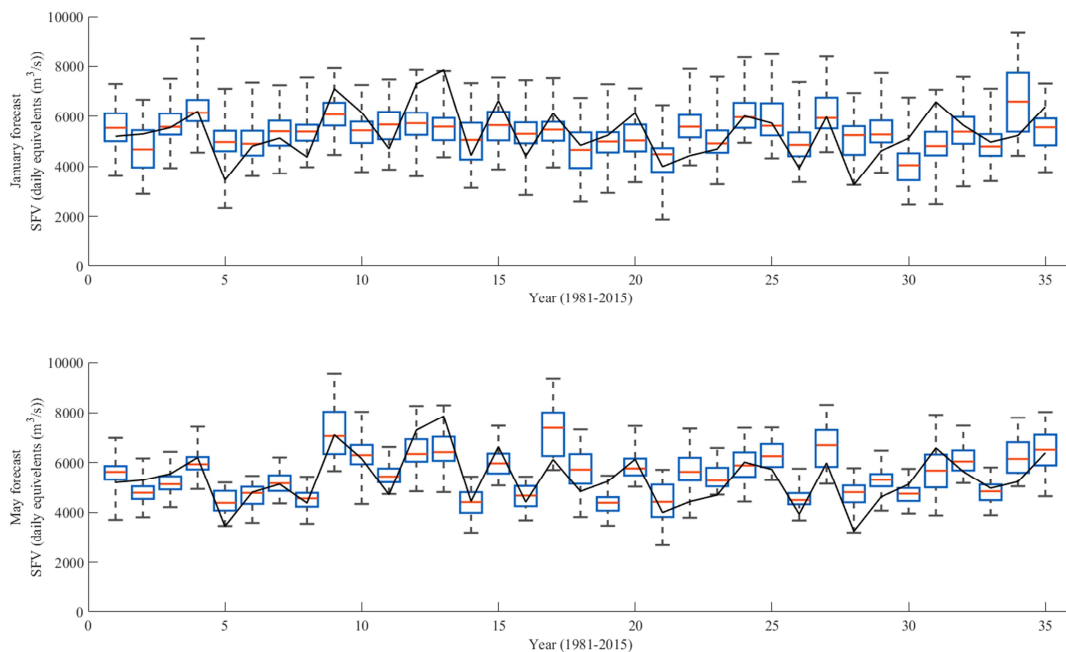 10000
8000
6000
4000
2000
0
January forecast
SFV (daily equivelents (m³/s))
0 5 10 15 20 25 30 35
Year (1981-2015)
10000
8000
6000
4000
2000
0
May forecast
SFV (daily equivelents (m³/s))
0 5 10 15 20 25 30 35
Year (1981-2015)